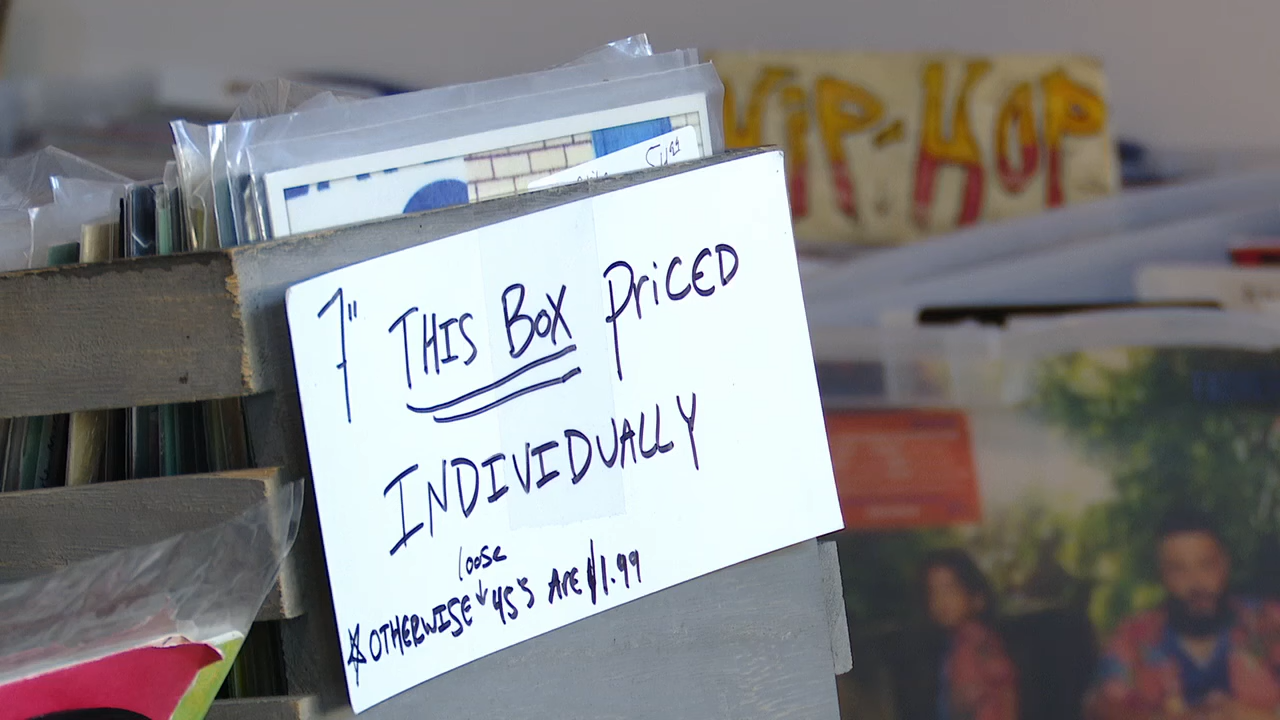 HIP-HOP
7" THIS BOX PRICED
INDIVIDUALLY
loose
☆OTHERWISE ↓ 45's ARE $1.99